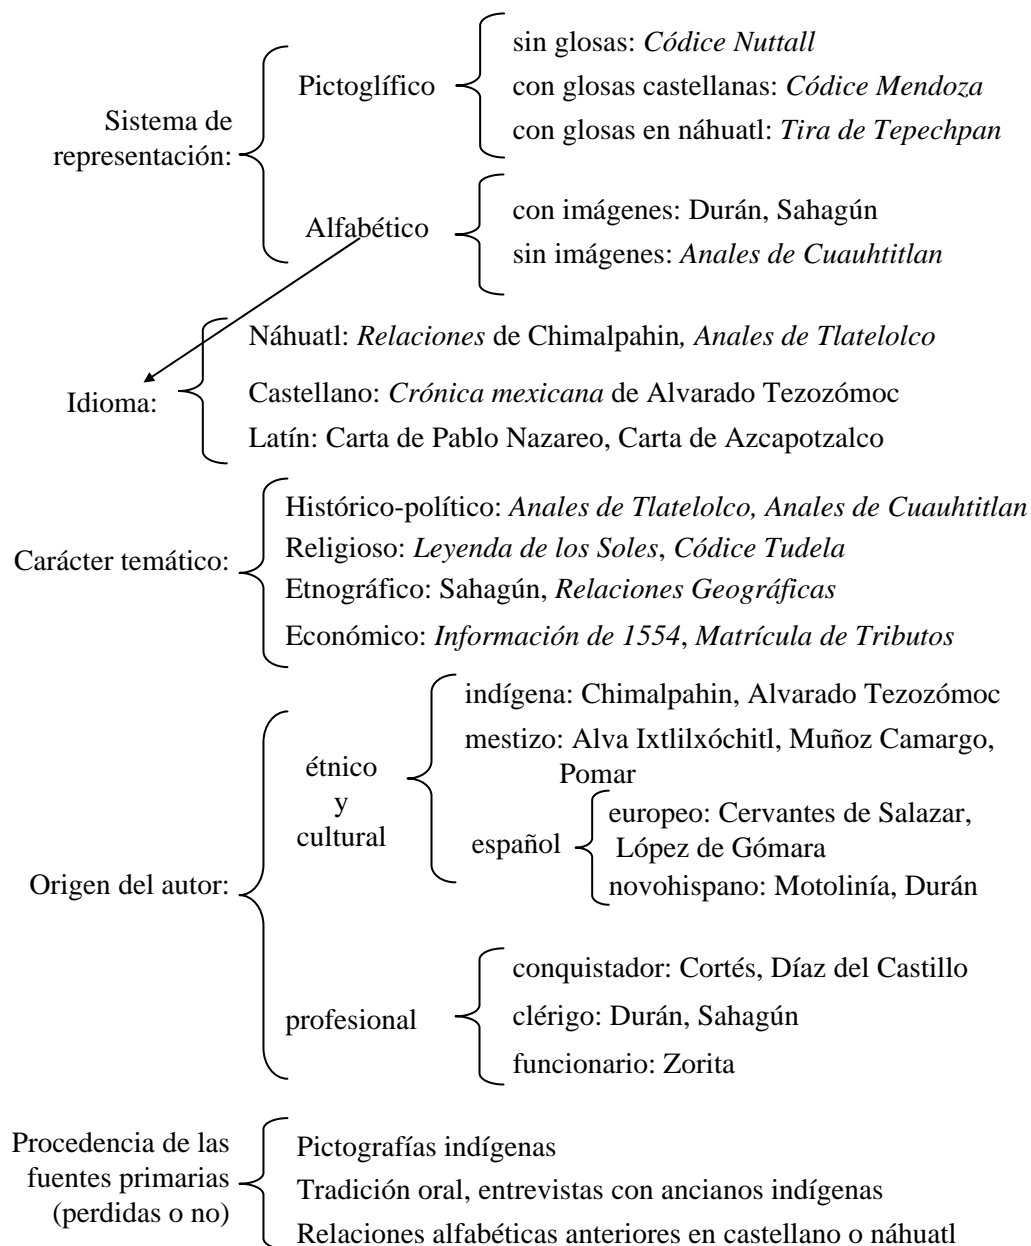 sin glosas: Códice Nuttall
Pictoglífico
con glosas castellanas: Códice Mendoza
Sistema de
representación:
con glosas en náhuatl: Tira de Tepechpan
con imágenes: Durán, Sahagún
Alfabético
sin imágenes: Anales de Cuauhtitlan
Náhuatl: Relaciones de Chimalpahin, Anales de Tlatelolco
Idioma:
Castellano: Crónica mexicana de Alvarado Tezozómoc
Latín: Carta de Pablo Nazareo, Carta de Azcapotzalco
Histórico-político: Anales de Tlatelolco, Anales de Cuauhtitlan
Carácter temático:
Religioso: Leyenda de los Soles, Códice Tudela
Etnográfico: Sahagún, Relaciones Geográficas
Económico: Información de 1554, Matrícula de Tributos
Origen del autor:
étnico
y
cultural
indígena: Chimalpahin, Alvarado Tezozómoc
mestizo: Alva Ixtlilxóchitl, Muñoz Camargo,
Pomar
español
europeo: Cervantes de Salazar,
López de Gómara
novohispano: Motolinía, Durán
profesional
conquistador: Cortés, Díaz del Castillo
clérigo: Durán, Sahagún
funcionario: Zorita
Procedencia de las
fuentes primarias
(perdidas o no)
Pictografías indígenas
Tradición oral, entrevistas con ancianos indígenas
Relaciones alfabéticas anteriores en castellano o náhuatl